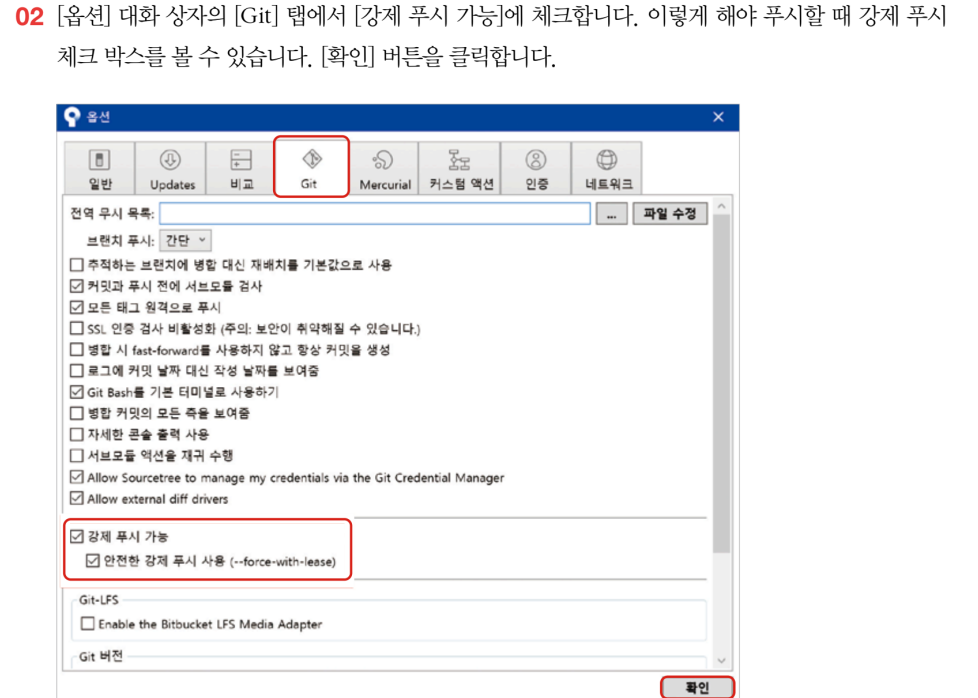 02 [옵션] 대화 상자의 [Git] 탭에서 [강제 푸시 가능]에 체크합니다. 이렇게 해야 푸시할 때 강제 푸시
체크 박스를 볼 수 있습니다. [확인] 버튼을 클릭합니다.
옵션
일반 Updates 비교 Git Mercurial 커스텀 액션 인증 네트워크
전역 무시 목록: ... 파일 수정
브랜치 푸시: 간단
추적하는 브랜치에 병합 대신 재배치를 기본값으로 사용
커밋과 푸시 전에 서브모듈 검사
모든 태그 원격으로 푸시
SSL 인증 검사 비활성화 (주의: 보안이 취약해질 수 있습니다.)
병합 시 fast-forward를 사용하지 않고 항상 커밋을 생성
로그에 커밋 날짜 대신 작성 날짜를 보여줌
Git Bash를 기본 터미널로 사용하기
병합 커밋의 모든 족을 보여줌
자세한 콘솔 출력 사용
서브모듈 액션을 재귀 수행
Allow Sourcetree to manage my credentials via the Git Credential Manager
Allow external diff drivers
강제 푸시 가능
안전한 강제 푸시 사용 (--force-with-lease)
Git-LFS
Enable the Bitbucket LFS Media Adapter
Git 버전
확인